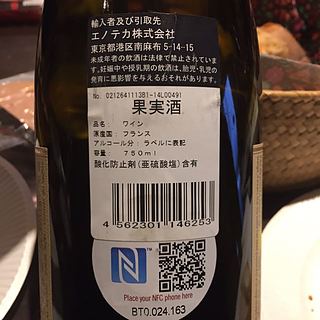 輸入者及び引取先
エノテカ株式会社
東京都港区南麻布5-14-15
未成年者の飲酒は法律で禁止されています。
妊娠中や授乳期の飲酒は、胎児・乳児の
発育に悪影響を与えるおそれがあります。
No. 0212641113B1-14L00491
果実酒
品名: ワイン
原産国: フランス
アルコール分: ラベルに表記
容量: 750ml
酸化防止剤(亜硫酸塩)含有
4562301146253
N
TM
Place your NFC phone here
BT0.024.163